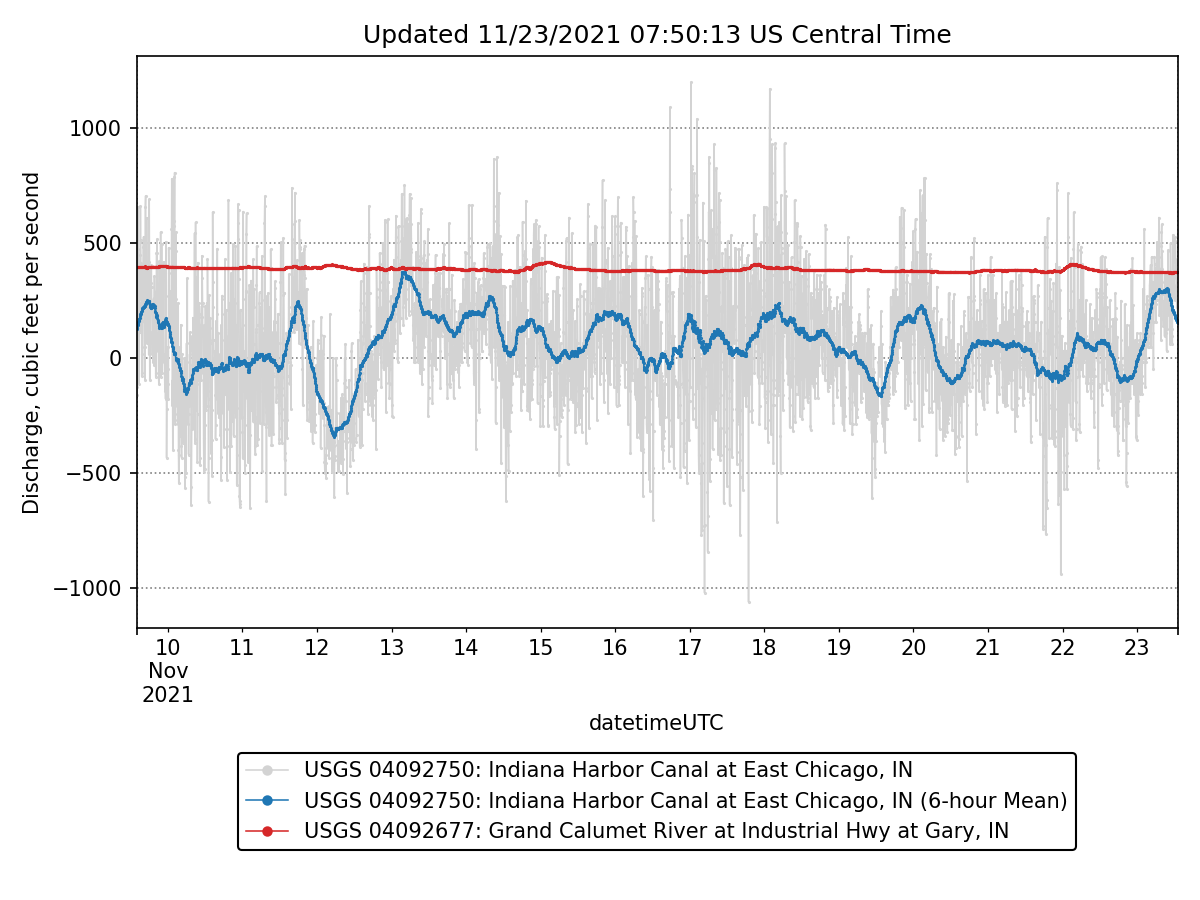 Updated 11/23/2021 07:50:13 US Central Time
Discharge, cubic feet per second
1000
500
0
−500
−1000
10 11 12 13 14 15 16 17 18 19 20 21 22 23
Nov
2021
datetimeUTC
USGS 04092750: Indiana Harbor Canal at East Chicago, IN
USGS 04092750: Indiana Harbor Canal at East Chicago, IN (6-hour Mean)
USGS 04092677: Grand Calumet River at Industrial Hwy at Gary, IN